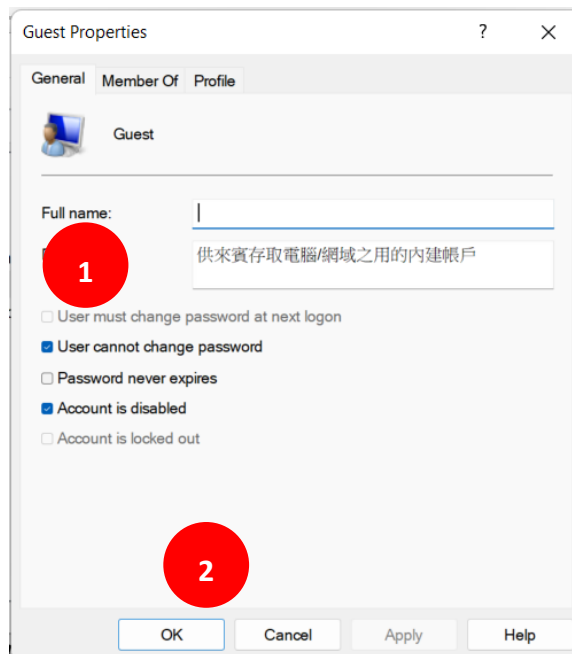 Guest Properties
?
General Member Of Profile
Guest
Full name:
1
供來賓存取電腦/網域之用的內建帳戶
User must change password at next logon
User cannot change password
Password never expires
Account is disabled
Account is locked out
2
OK Cancel Apply Help